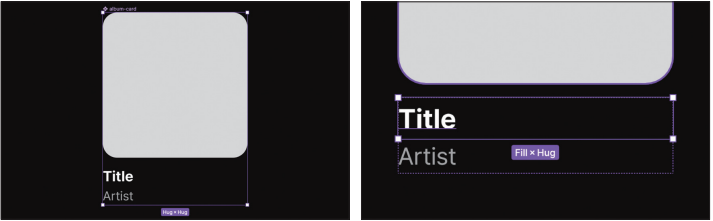 album-card
Title
Artist
Hug × Hug
Title
Artist
Fill × Hug